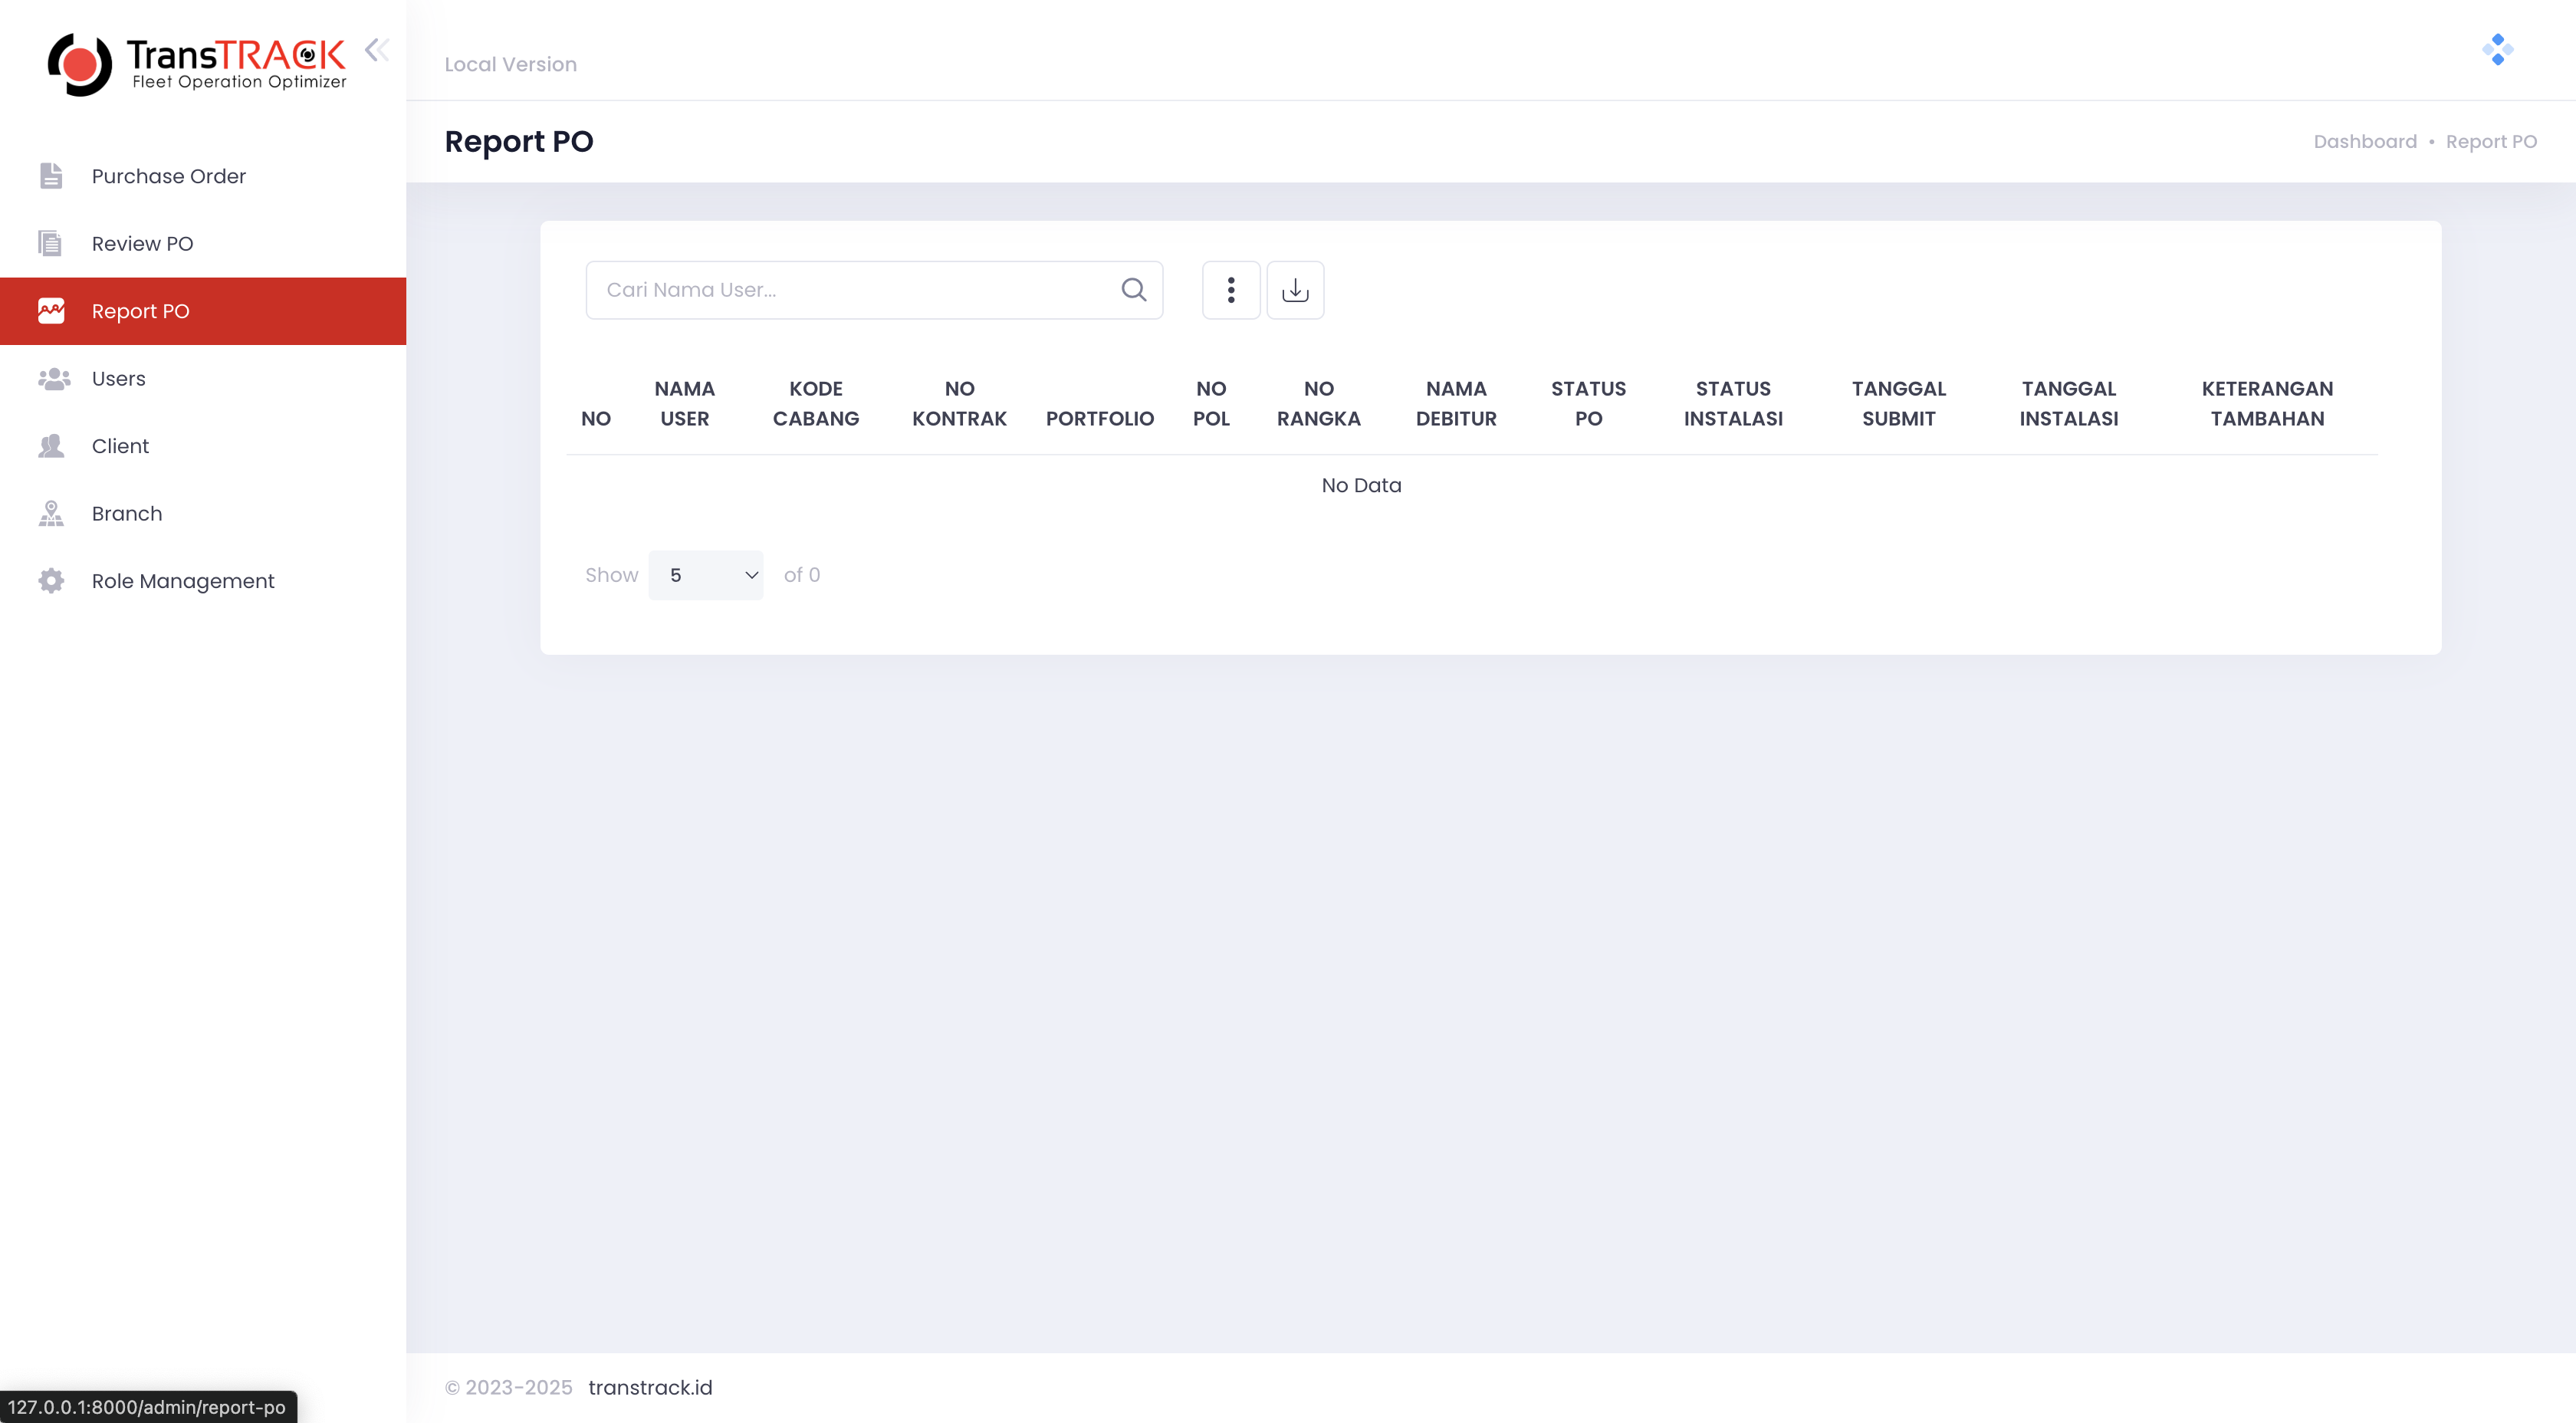 TransTRACK
Fleet Operation Optimizer
Local Version
Report PO
Dashboard • Report PO
Purchase Order
Review PO
Report PO
Users
Client
Branch
Role Management
Cari Nama User...
NO
NAMA USER
KODE CABANG
NO KONTRAK
PORTFOLIO
NO POL
NO RANGKA
NAMA DEBITUR
STATUS PO
STATUS INSTALASI
TANGGAL SUBMIT
TANGGAL INSTALASI
KETERANGAN TAMBAHAN
No Data
Show 5 of 0
© 2023-2025 transtrack.id
127.0.0.1:8000/admin/report-po